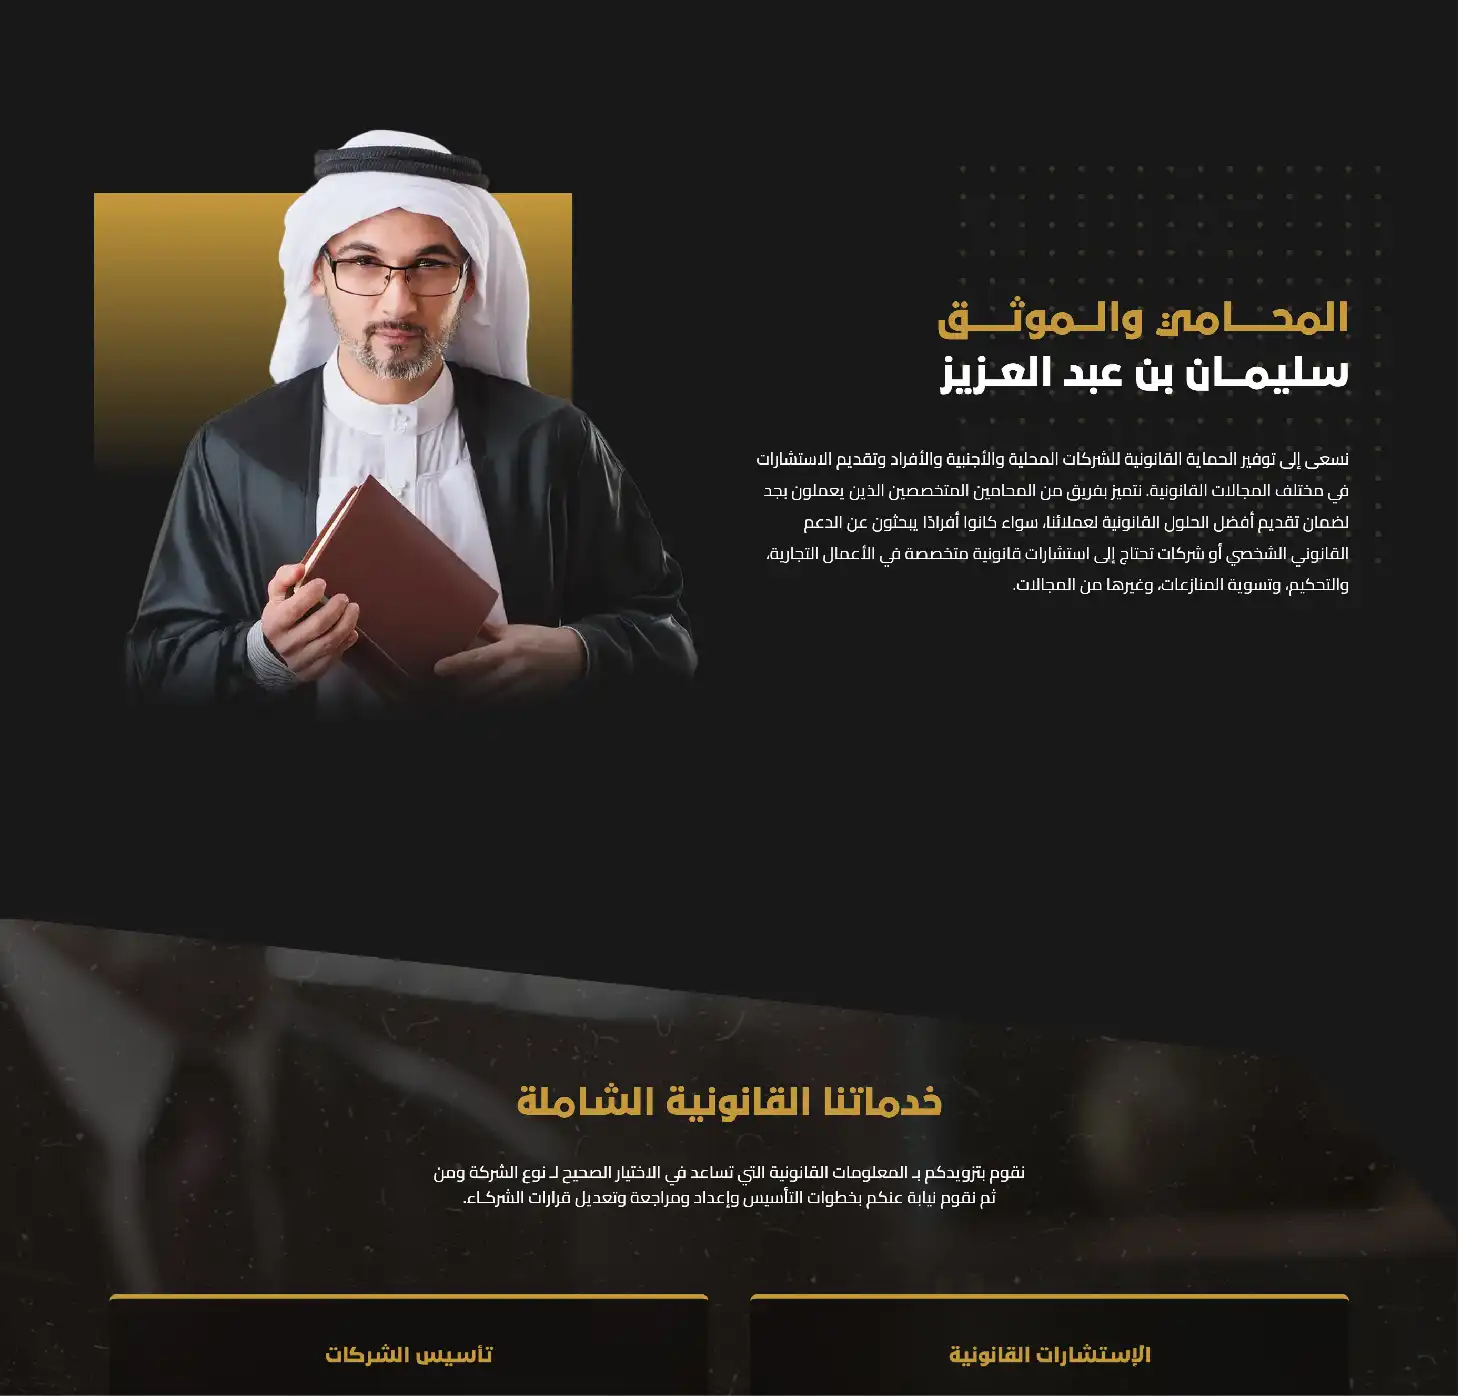 المحــــامي والــموثــــق
سليمــان بن عبد العـزيز
نسعى إلى توفير الحماية القانونية للشركات المحلية والأجنبية والأفراد وتقديم الاستشارات
في مختلف المجالات القانونية. نتميز بفريق من المحامين المتخصصين الذين يعملون بجد
لضمان تقديم أفضل الحلول القانونية لعملائنا، سواء كانوا أفرادًا يبحثون عن الدعم
القانوني الشخصي أو شركات تحتاج إلى استشارات قانونية متخصصة في الأعمال التجارية،
والتحكيم، وتسوية المنازعات، وغيرها من المجالات.
خدماتنا القانونية الشاملة
نقوم بتزويدكم بـ المعلومات القانونية التي تساعد في الاختيار الصحيح لـ نوع الشركة ومن
ثم نقوم نيابة عنكم بخطوات التأسيس وإعداد ومراجعة وتعديل قرارات الشركـاء.
الإستشارات القانونية
تأسيس الشركات